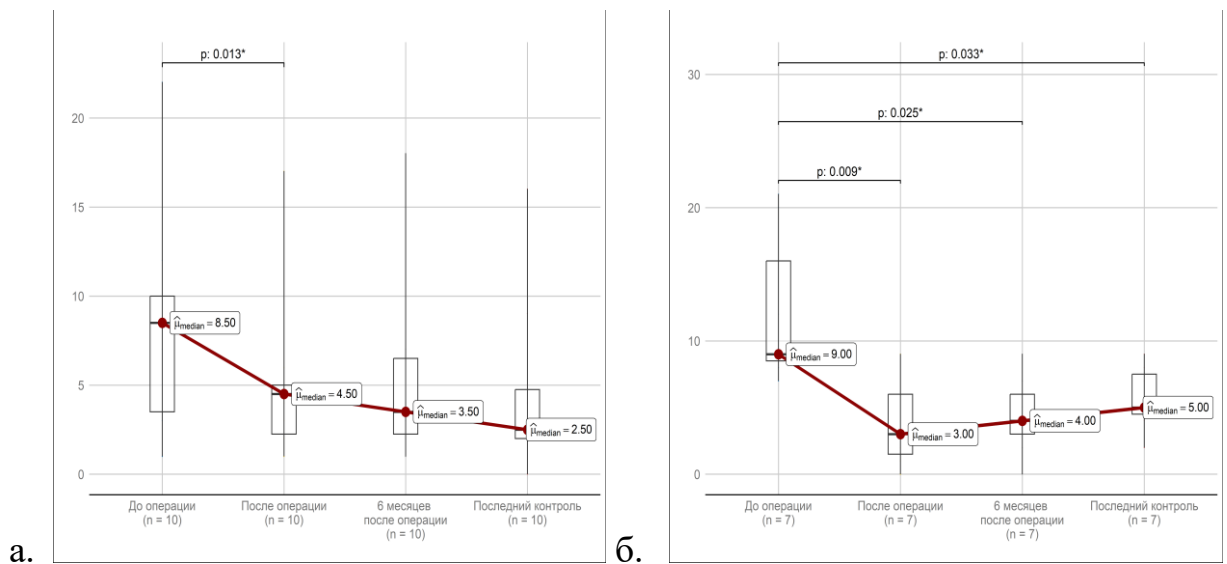 p: 0.013*
20
15
10
5
0
μ̂median = 8.50
μ̂median = 4.50
μ̂median = 3.50
μ̂median = 2.50
До операции
(n = 10)
После операции
(n = 10)
6 месяцев
после операции
(n = 10)
Последний контроль
(n = 10)
а.
p: 0.033*
p: 0.025*
p: 0.009*
30
20
10
0
μ̂median = 9.00
μ̂median = 3.00
μ̂median = 4.00
μ̂median = 5.00
До операции
(n = 7)
После операции
(n = 7)
6 месяцев
после операции
(n = 7)
Последний контроль
(n = 7)
б.